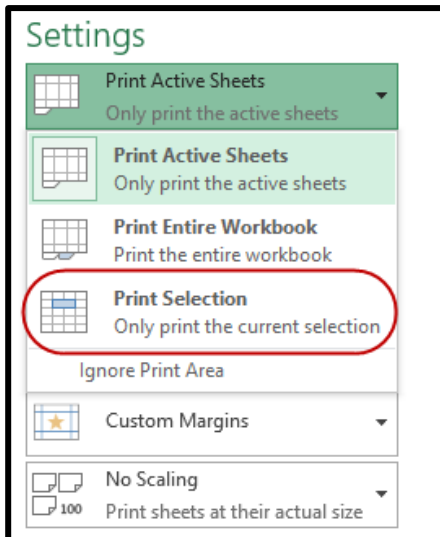 Settings
Print Active Sheets
Only print the active sheets
Print Active Sheets
Only print the active sheets
Print Entire Workbook
Print the entire workbook
Print Selection
Only print the current selection
Ignore Print Area
Custom Margins
No Scaling
100
Print sheets at their actual size